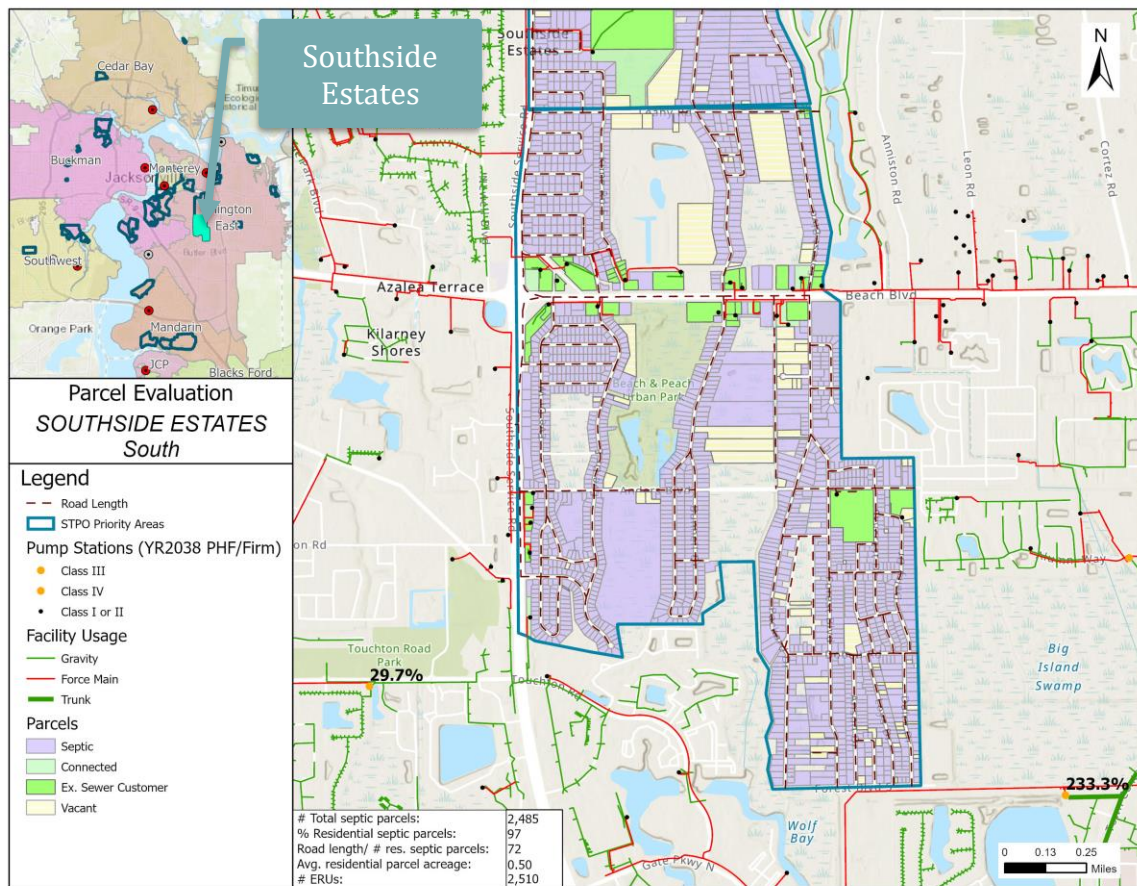 Southside
Estates
Cedar Bay
Buckman
Jacksonville
Monterey
East
Southwest
Butler Blvd
Orange Park
Mandarin
JCP
Blacks Ford
Parcel Evaluation
SOUTHSIDE ESTATES
South
Legend
Road Length
STPO Priority Areas
Pump Stations (YR2038 PHF/Firm)
Class III
Class IV
Class I or II
Facility Usage
Gravity
Force Main
Trunk
Parcels
Septic
Connected
Ex. Sewer Customer
Vacant
Southside
Estates
N
Anniston Rd
Leon Rd
Cortez Rd
Azalea Terrace
Beach Blvd
Kilarney
Shores
Beach & Peach
Urban Park
Southside Service Rd
Touchton Road
Park
29.7%
Touchton Rd
Big
Island
Swamp
233.3%
Forest Blvd
Wolf
Bay
Gate Pkwy N
# Total septic parcels: 2,485
% Residential septic parcels: 97
Road length/ # res. septic parcels: 72
Avg. residential parcel acreage: 0.50
# ERUs: 2,510
0 0.13 0.25
Miles